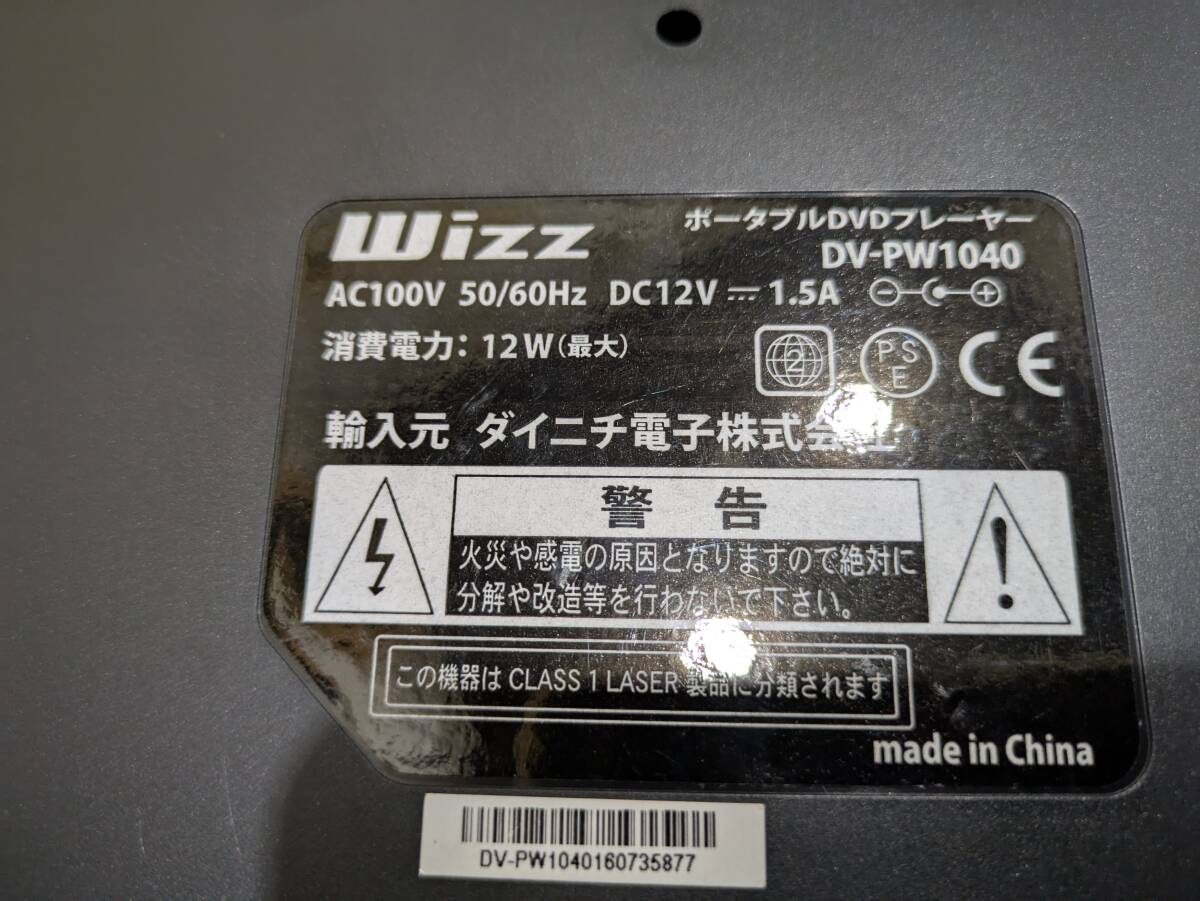 Wizz
ポータブルDVDプレーヤー
DV-PW1040
AC100V 50/60Hz DC12V 1.5A
消費電力：12W（最大）
2
PSE
CE
輸入元 ダイニチ電子株式会社
警告
火災や感電の原因となりますので絶対に
分解や改造等を行わないで下さい。
この機器は CLASS 1 LASER 製品に分類されます
made in China
DV-PW1040160735877